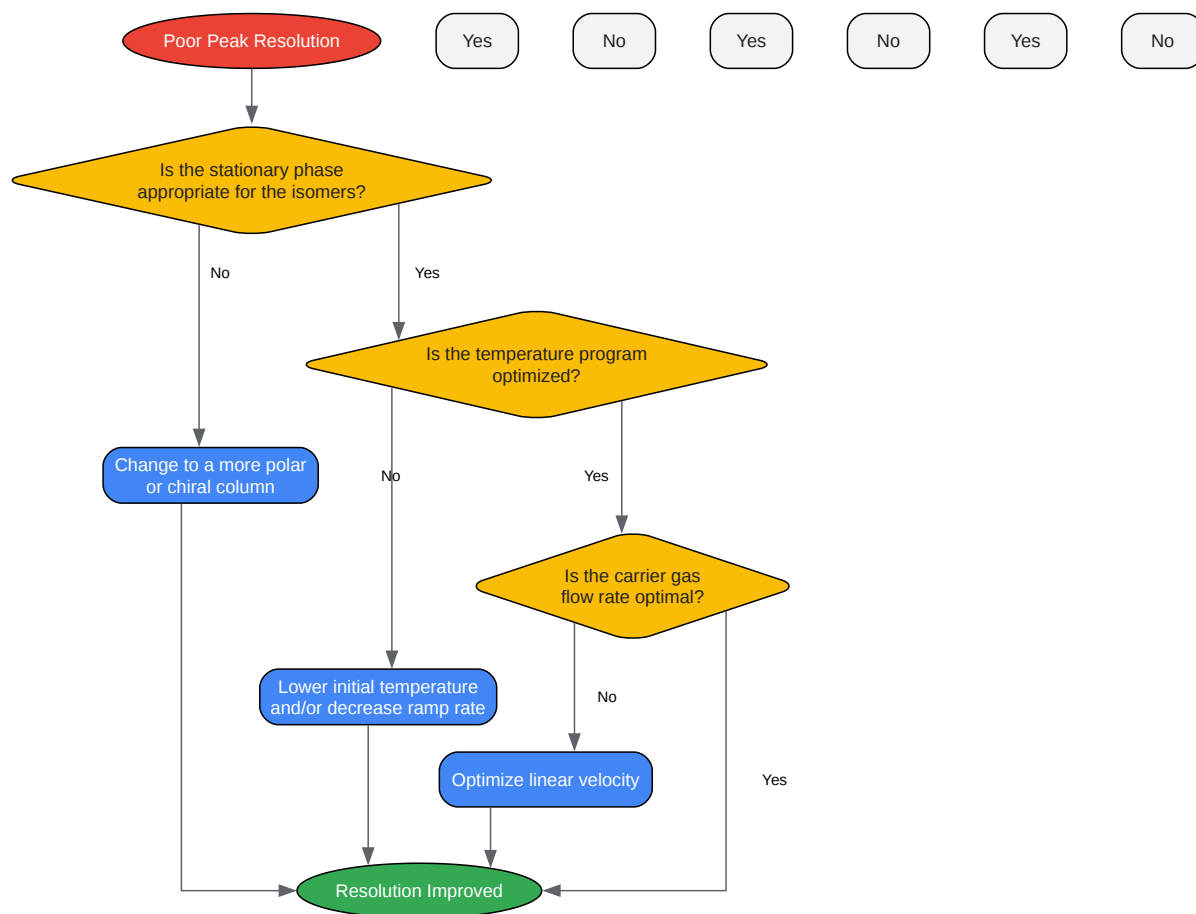 Poor Peak Resolution
Yes
No
Yes
No
Yes
No
Is the stationary phase
appropriate for the isomers?
No
Yes
Is the temperature program
optimized?
Change to a more polar
or chiral column
No
Yes
Is the carrier gas
flow rate optimal?
Lower initial temperature
and/or decrease ramp rate
No
Optimize linear velocity
Yes
Resolution Improved